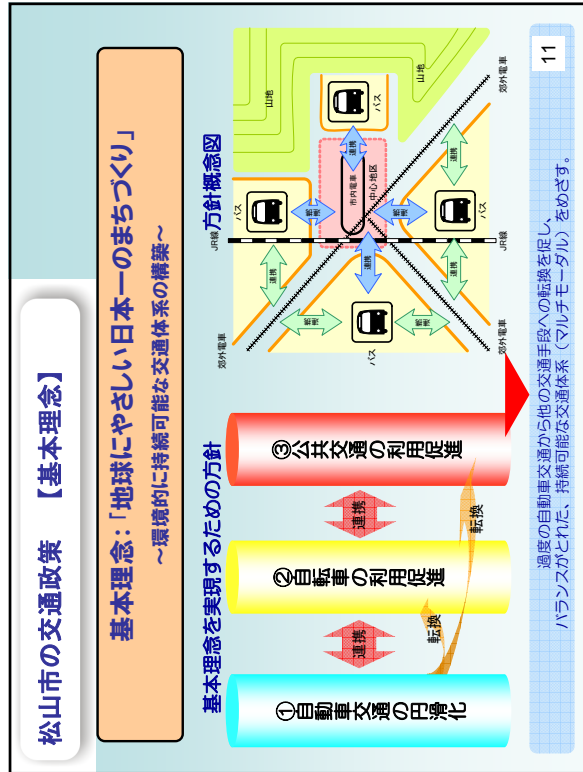 松山市の交通政策 【基本理念】
基本理念：「地球にやさしい日本一のまちづくり」
～環境的に持続可能な交通体系の構築～
基本理念を実現するための方針
①自動車交通の円滑化
連携
②自転車の利用促進
連携
③公共交通の利用促進
転換
転換
方針概念図
郊外電車
JR線
山地
山地
バス
バス
連携
連携
連携
連携
市内電車
中心地区
連携
連携
連携
連携
連携
連携
バス
バス
郊外電車
JR線
郊外電車
過度の自動車交通から他の交通手段への転換を促し、
バランスがとれた、持続可能な交通体系（マルチモーダル）をめざす。
11